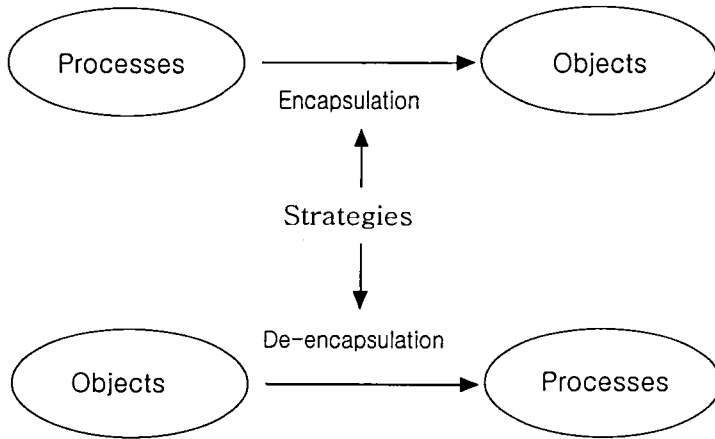 Processes
Objects
Encapsulation
Strategies
De-encapsulation
Objects
Processes